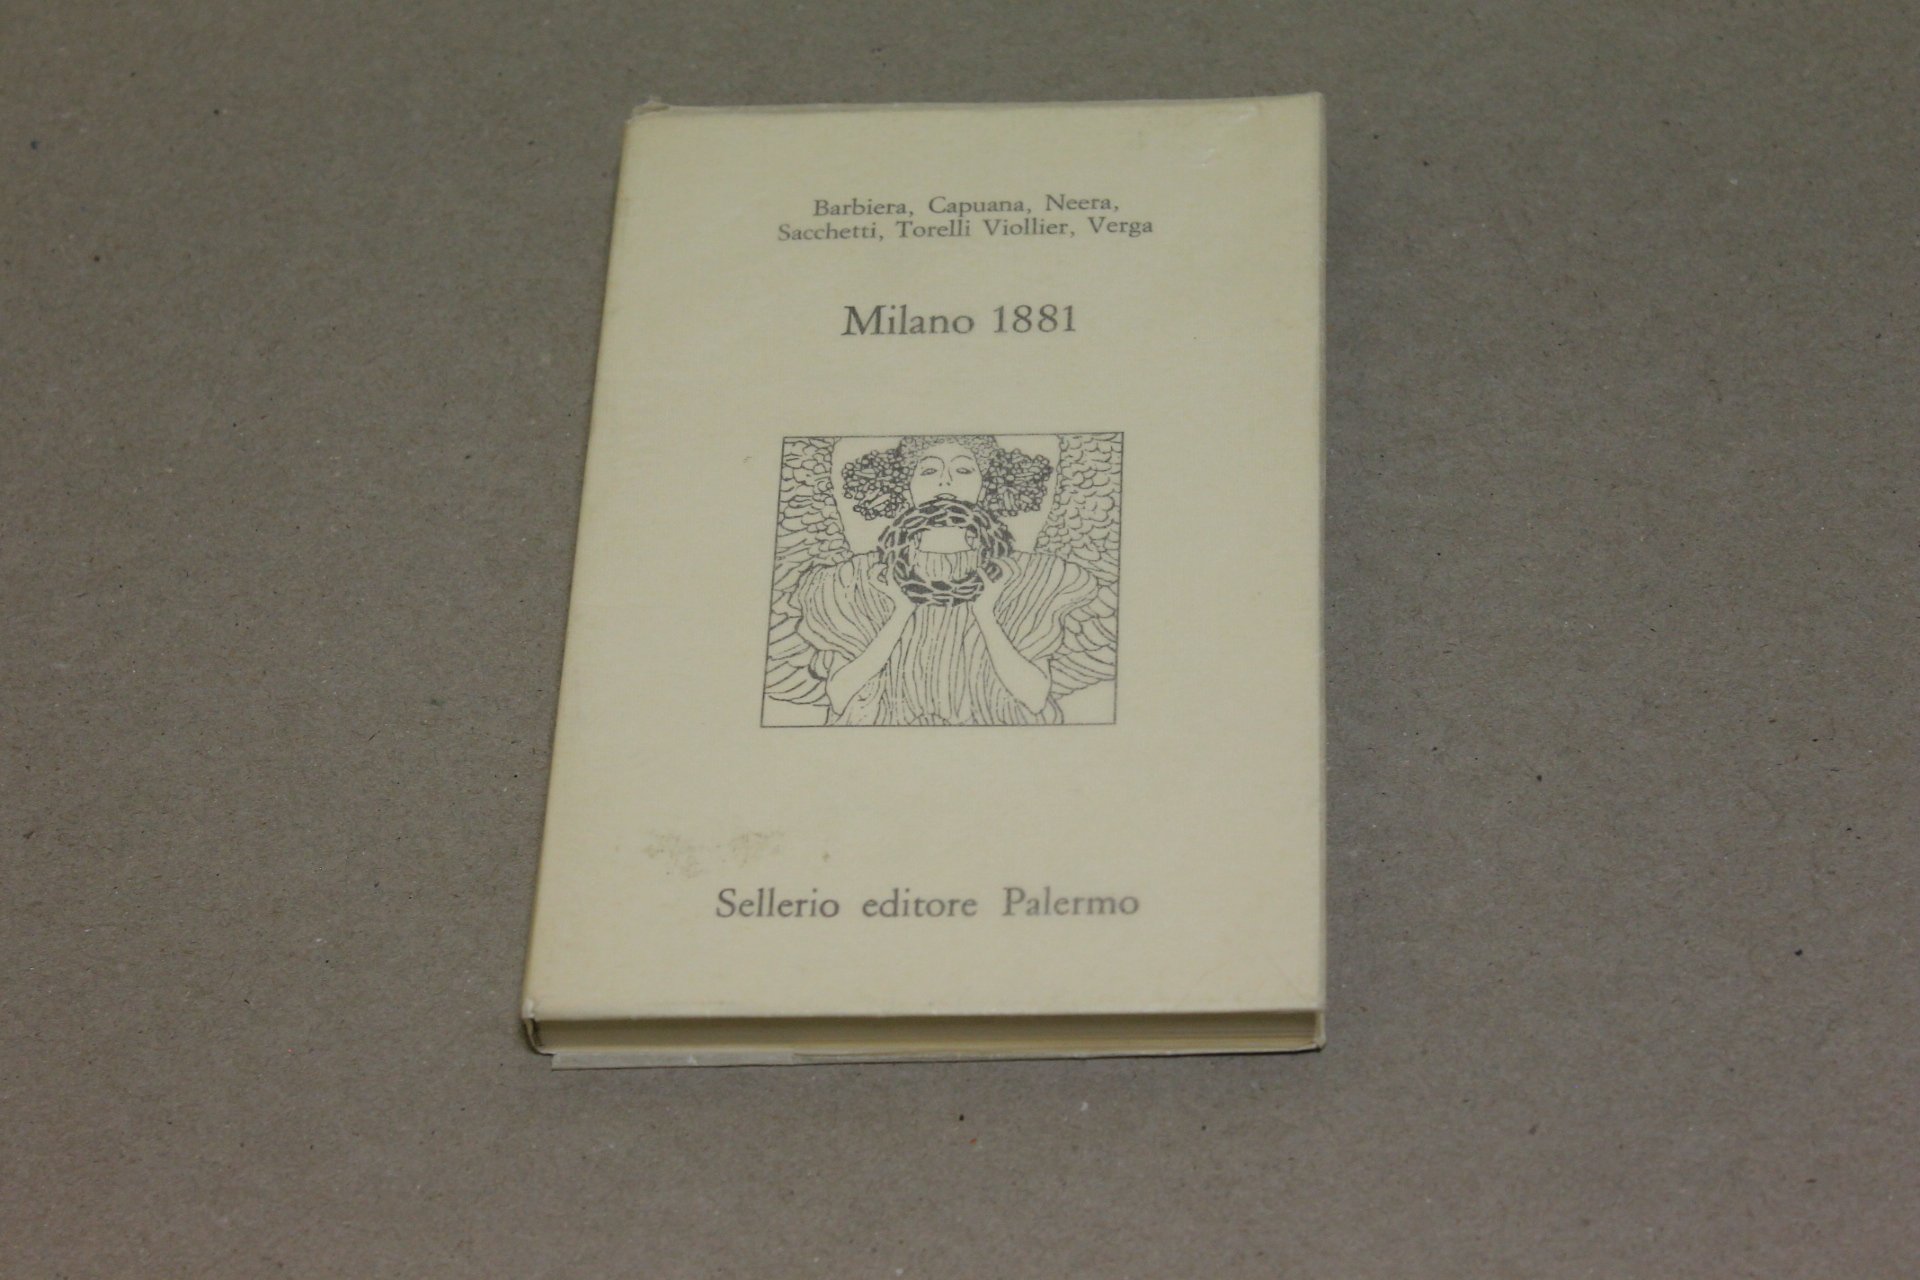 Barbiera, Capuana, Neera,
Sacchetti, Torelli Viollier, Verga
Milano 1881
Sellerio editore Palermo